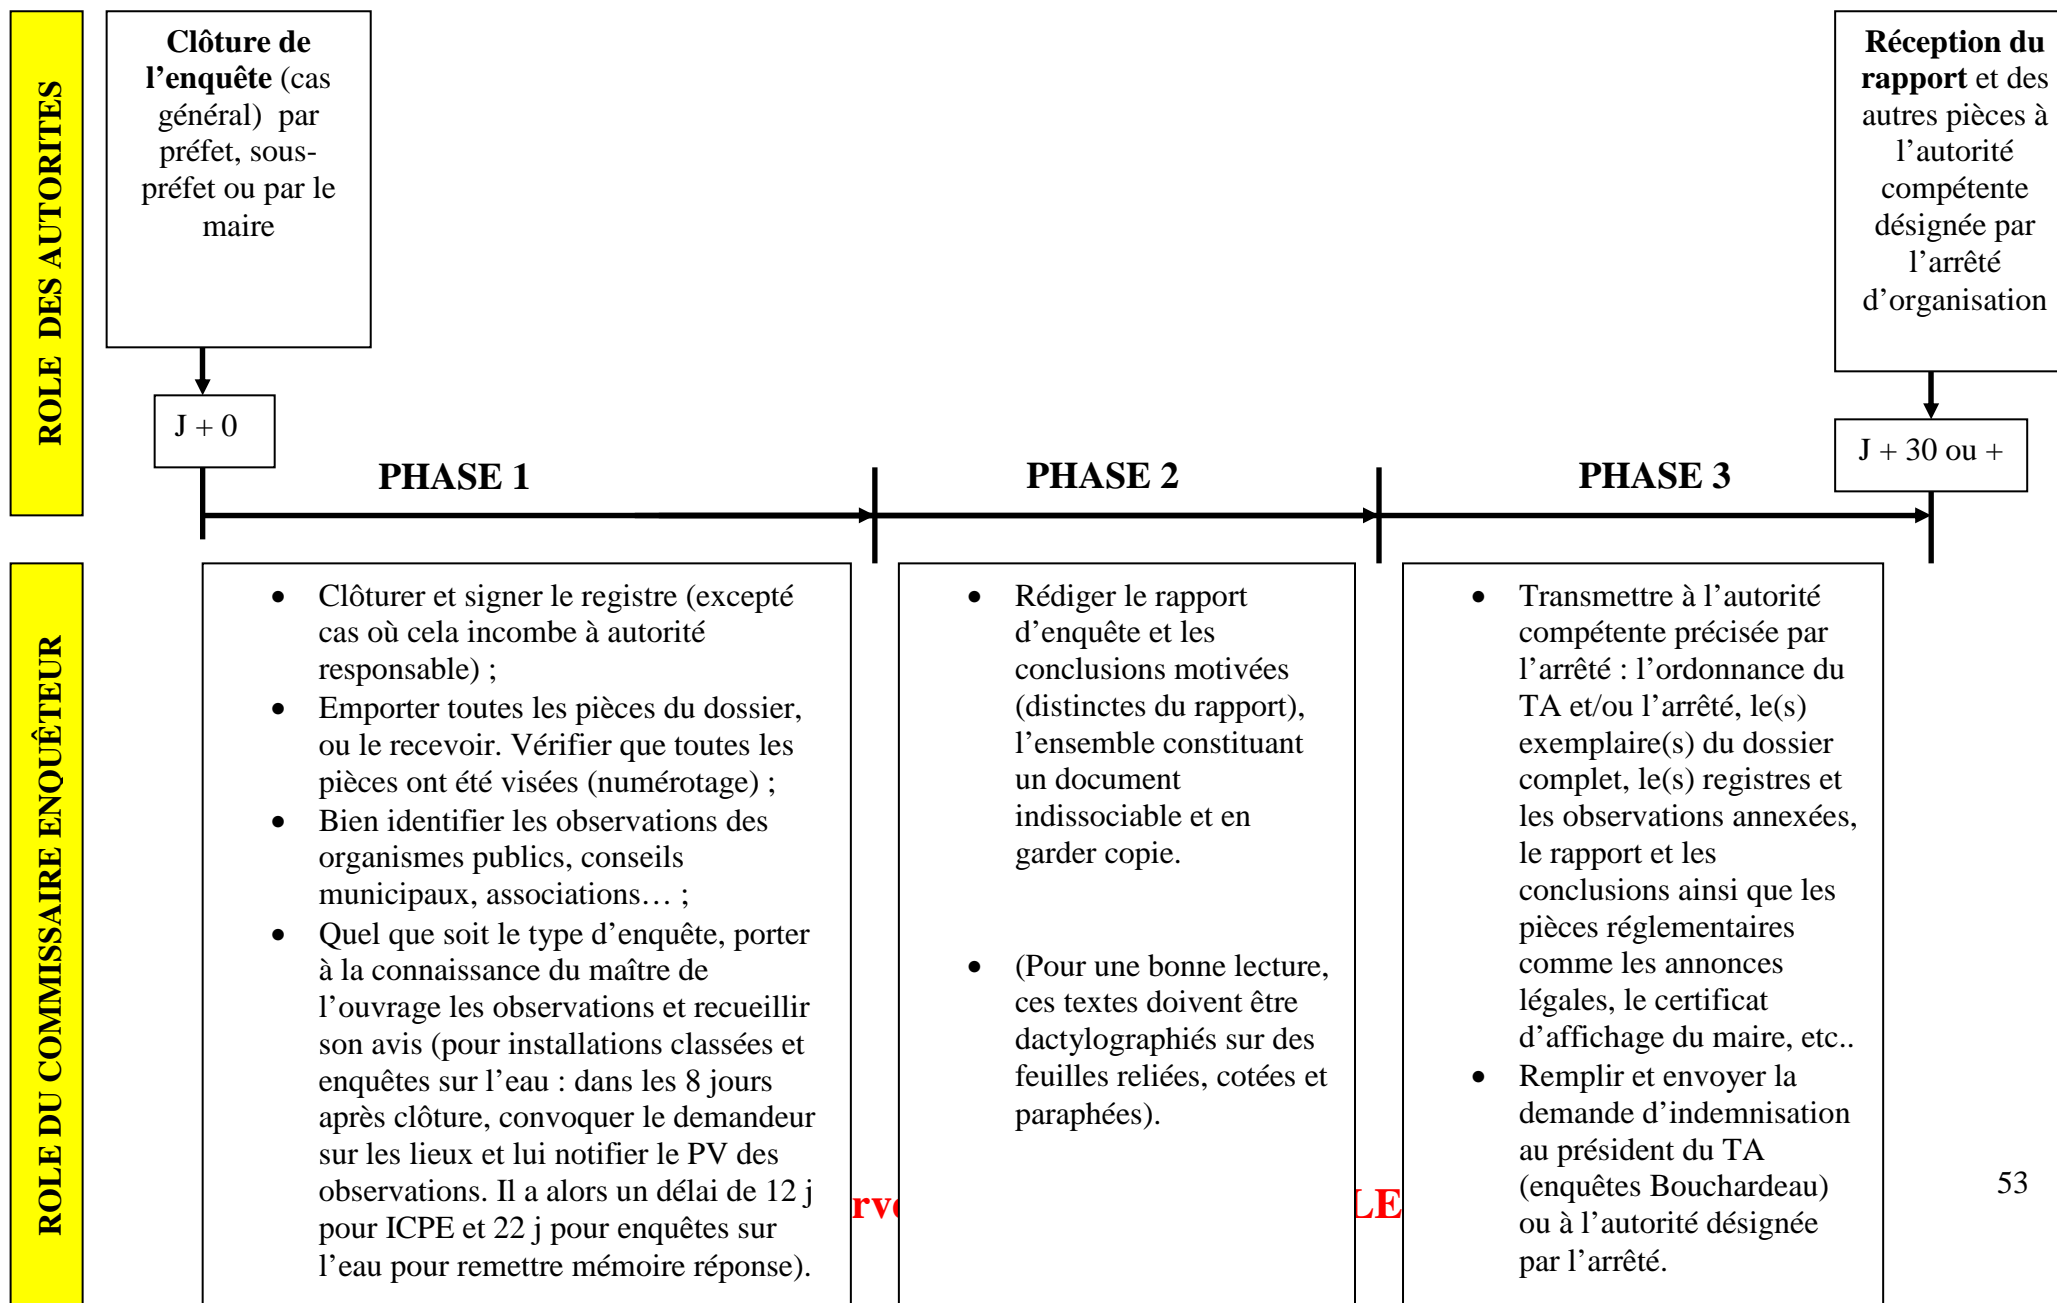 ROLE DES AUTORITES
Clôture de
l’enquête (cas
général) par
préfet, sous-
préfet ou par le
maire
Réception du
rapport et des
autres pièces à
l’autorité
compétente
désignée par
l’arrêté
d’organisation
J + 0
J + 30 ou +
PHASE 1
PHASE 2
PHASE 3
ROLE DU COMMISSAIRE ENQUÊTEUR
• Clôturer et signer le registre (excepté
cas où cela incombe à autorité
responsable) ;
• Emporter toutes les pièces du dossier,
ou le recevoir. Vérifier que toutes les
pièces ont été visées (numérotage) ;
• Bien identifier les observations des
organismes publics, conseils
municipaux, associations… ;
• Quel que soit le type d’enquête, porter
à la connaissance du maître de
l’ouvrage les observations et recueillir
son avis (pour installations classées et
enquêtes sur l’eau : dans les 8 jours
après clôture, convoquer le demandeur
sur les lieux et lui notifier le PV des
observations. Il a alors un délai de 12 j
pour ICPE et 22 j pour enquêtes sur
l’eau pour remettre mémoire réponse).
• Rédiger le rapport
d’enquête et les
conclusions motivées
(distinctes du rapport),
l’ensemble constituant
un document
indissociable et en
garder copie.
• (Pour une bonne lecture,
ces textes doivent être
dactylographiés sur des
feuilles reliées, cotées et
paraphées).
• Transmettre à l’autorité
compétente précisée par
l’arrêté : l’ordonnance du
TA et/ou l’arrêté, le(s)
exemplaire(s) du dossier
complet, le(s) registres et
les observations annexées,
le rapport et les
conclusions ainsi que les
pièces réglementaires
comme les annonces
légales, le certificat
d’affichage du maire, etc..
• Remplir et envoyer la
demande d’indemnisation
au président du TA
(enquêtes Bouchardeau)
ou à l’autorité désignée
par l’arrêté.
53